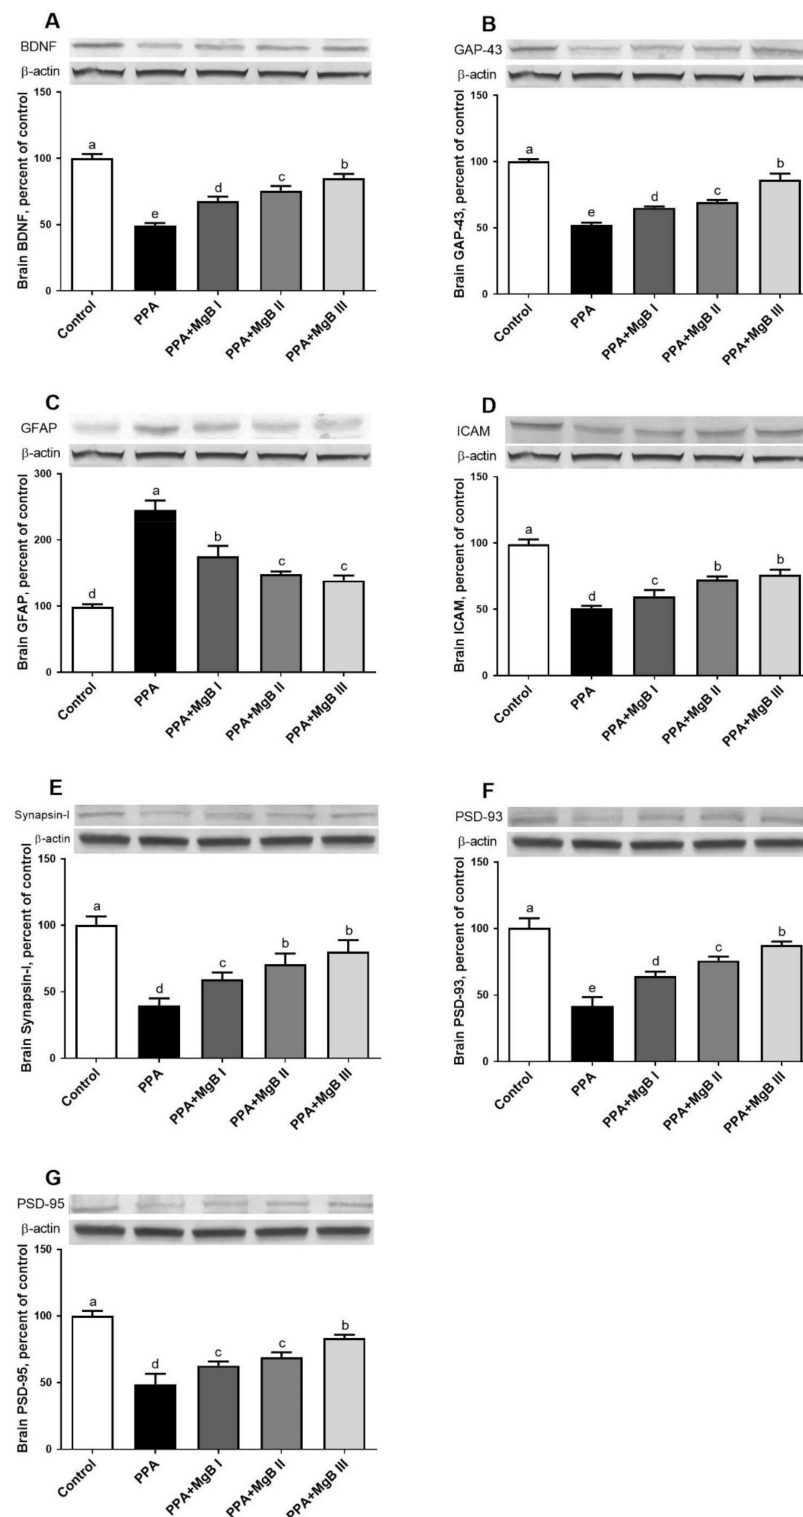 A
BDNF
β-actin
150
100
50
0
Brain BDNF, percent of control
a
e
d
c
b
Control
PPA
PPA+MgB I
PPA+MgB II
PPA+MgB III
B
GAP-43
β-actin
150
100
50
0
Brain GAP-43, percent of control
a
e
d
c
b
Control
PPA
PPA+MgB I
PPA+MgB II
PPA+MgB III
C
GFAP
β-actin
300
200
100
0
Brain GFAP, percent of control
d
a
b
c
c
Control
PPA
PPA+MgB I
PPA+MgB II
PPA+MgB III
D
ICAM
β-actin
150
100
50
0
Brain ICAM, percent of control
a
d
c
b
b
Control
PPA
PPA+MgB I
PPA+MgB II
PPA+MgB III
E
Synapsin-I
β-actin
150
100
50
0
Brain Synapsin-I, percent of control
a
d
c
b
b
Control
PPA
PPA+MgB I
PPA+MgB II
PPA+MgB III
F
PSD-93
β-actin
150
100
50
0
Brain PSD-93, percent of control
a
e
d
c
b
Control
PPA
PPA+MgB I
PPA+MgB II
PPA+MgB III
G
PSD-95
β-actin
150
100
50
0
Brain PSD-95, percent of control
a
d
c
c
b
Control
PPA
PPA+MgB I
PPA+MgB II
PPA+MgB III